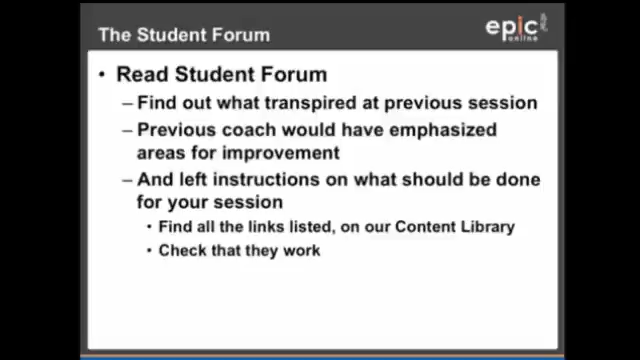 The Student Forum
epic
online
• Read Student Forum
– Find out what transpired at previous session
– Previous coach would have emphasized
areas for improvement
– And left instructions on what should be done
for your session
• Find all the links listed, on our Content Library
• Check that they work